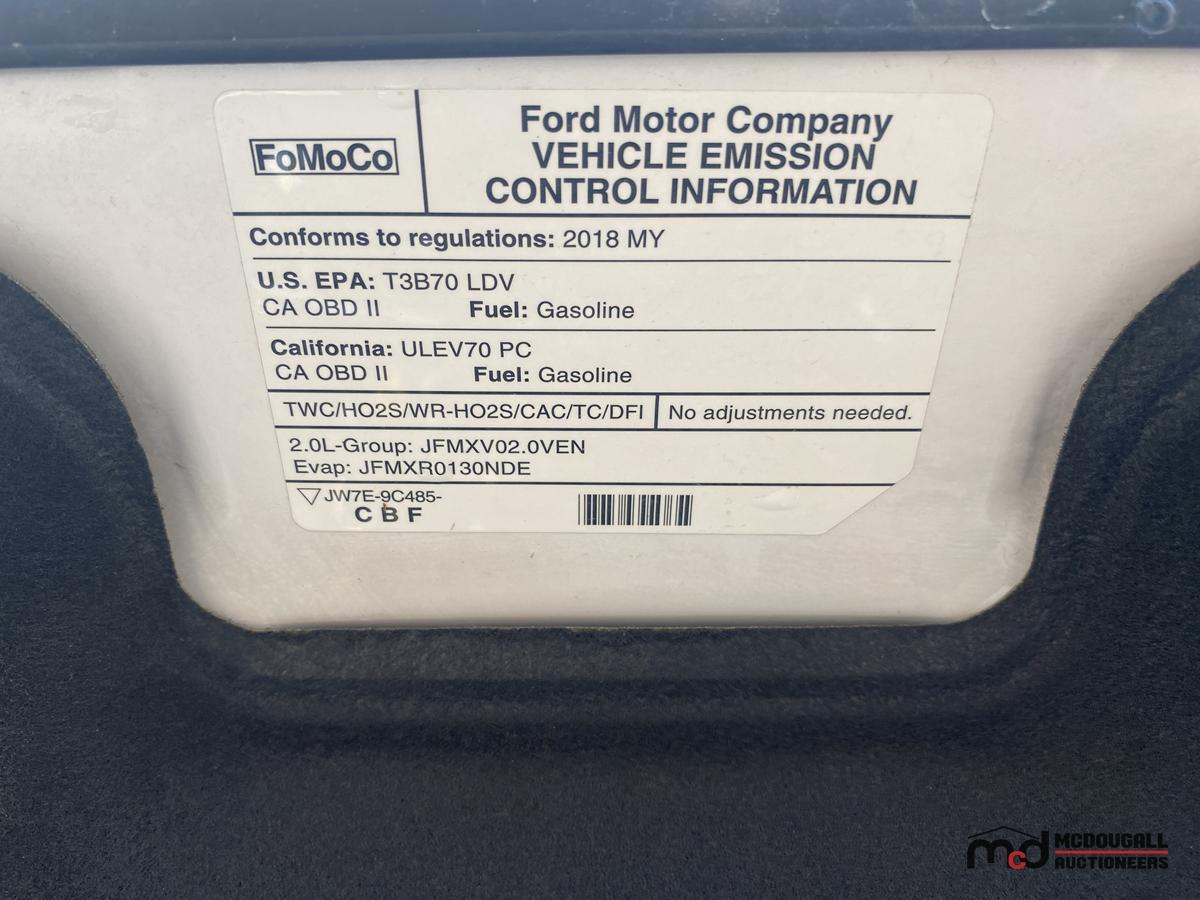 FoMoCo
Ford Motor Company
VEHICLE EMISSION
CONTROL INFORMATION
Conforms to regulations: 2018 MY
U.S. EPA: T3B70 LDV
CA OBD II Fuel: Gasoline
California: ULEV70 PC
CA OBD II Fuel: Gasoline
TWC/HO2S/WR-HO2S/CAC/TC/DFI No adjustments needed.
2.0L-Group: JFMXV02.0VEN
Evap: JFMXR0130NDE
JW7E-9C485-
C B F
mcd MCDOUGALL
AUCTIONEERS